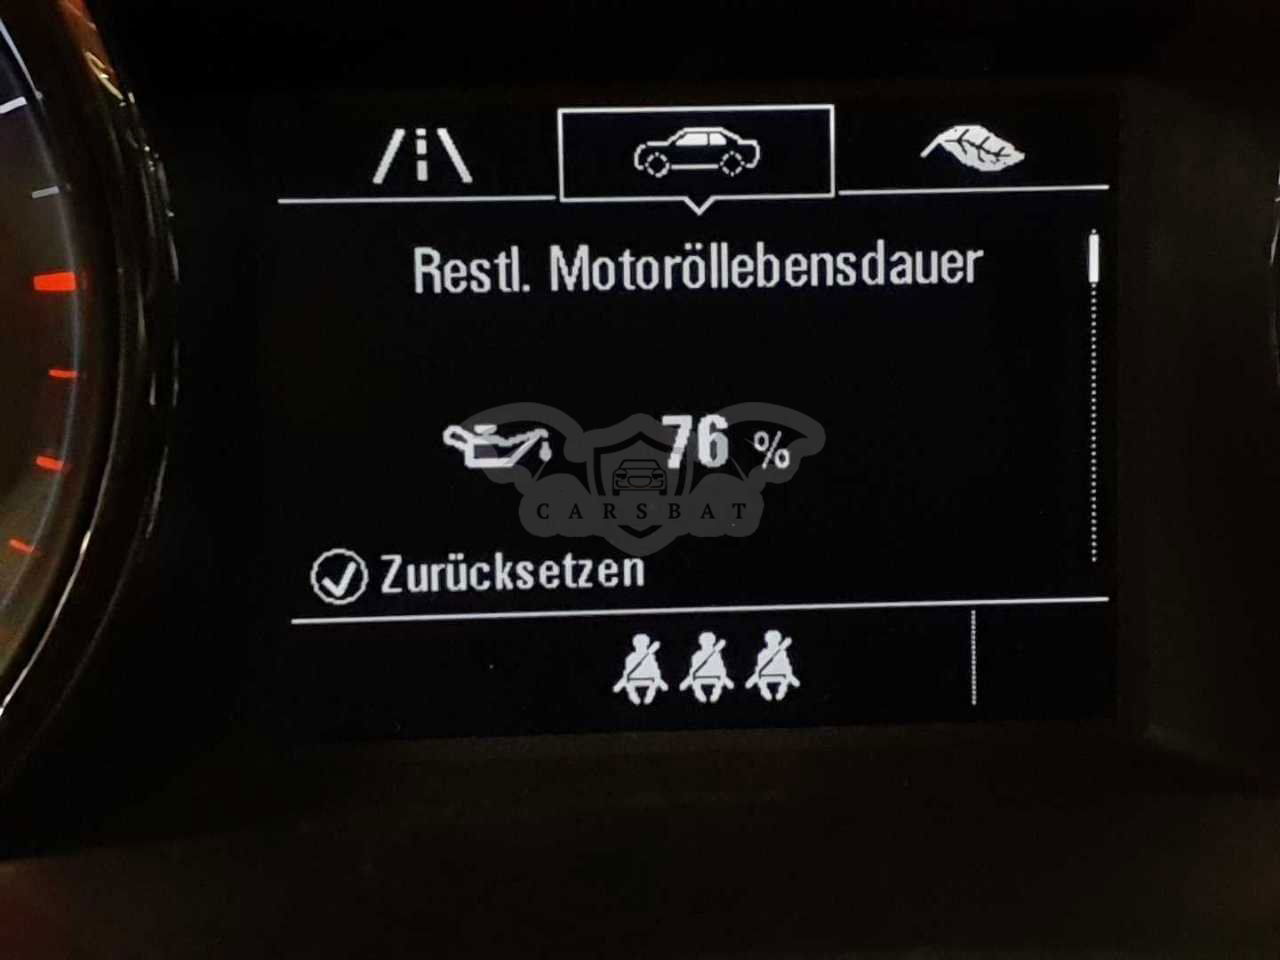 Restl. Motoröllebensdauer
76 %
CARSBAT
Zurücksetzen